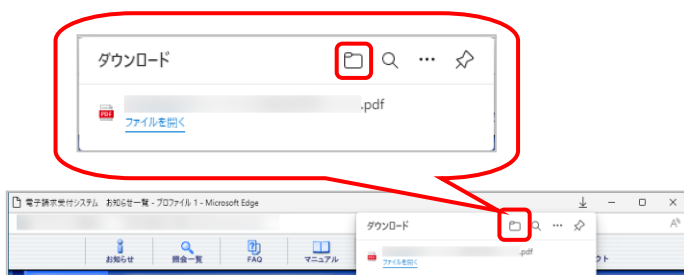 ダウンロード
.pdf
PDF
ファイルを開く
電子請求受付システム お知らせ一覧 - プロファイル 1 - Microsoft Edge
ダウンロード
.pdf
ファイルを開く
お知らせ
照会一覧
FAQ
マニュアル